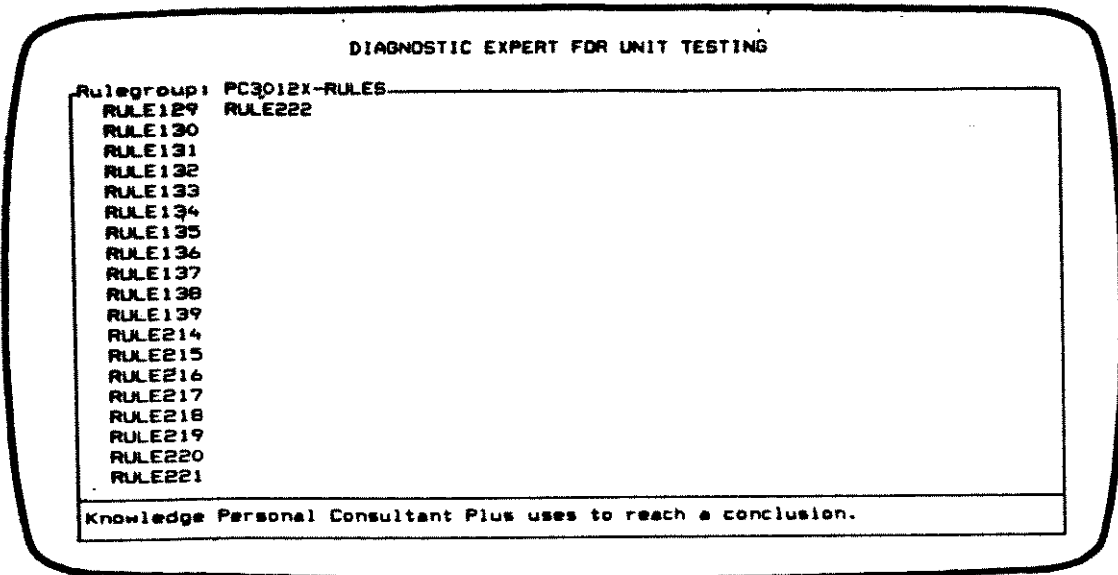 DIAGNOSTIC EXPERT FOR UNIT TESTING
Rulegroup: PC3012X-RULES
RULE129 RULE222
RULE130
RULE131
RULE132
RULE133
RULE134
RULE135
RULE136
RULE137
RULE138
RULE139
RULE214
RULE215
RULE216
RULE217
RULE218
RULE219
RULE220
RULE221
Knowledge Personal Consultant Plus uses to reach a conclusion.